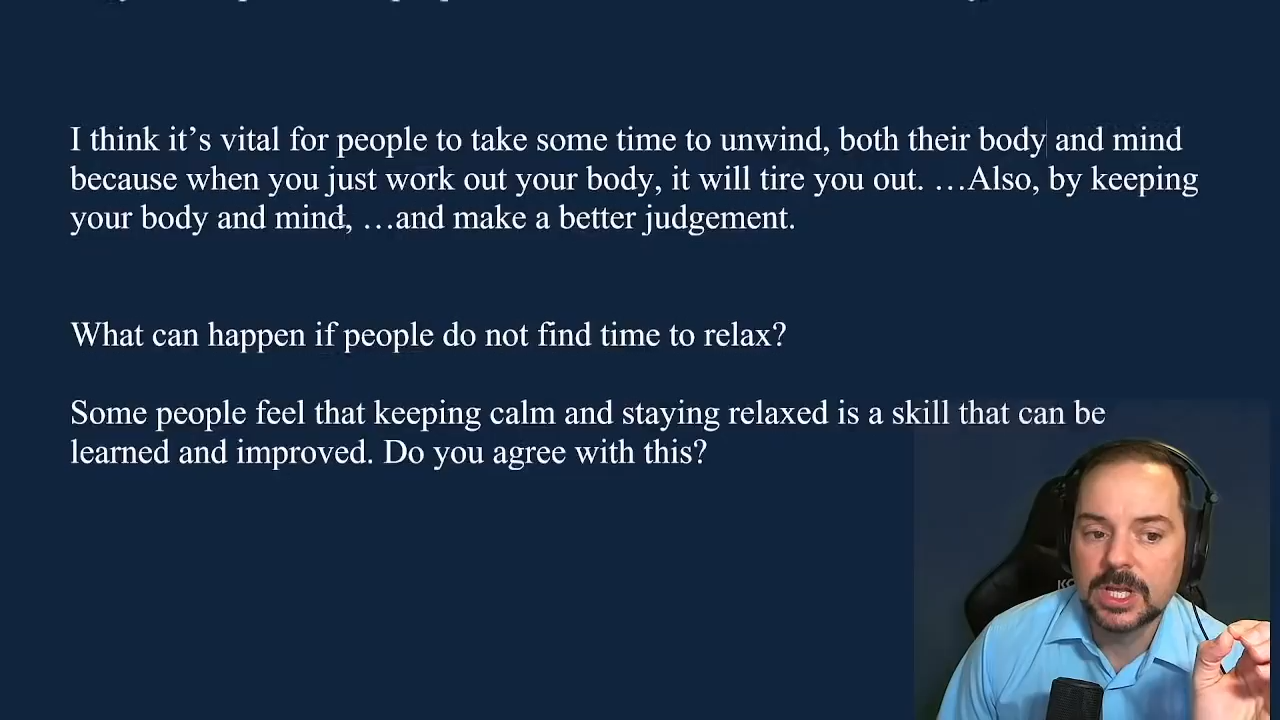 I think it’s vital for people to take some time to unwind, both their body and mind
because when you just work out your body, it will tire you out. …Also, by keeping
your body and mind, …and make a better judgement.
What can happen if people do not find time to relax?
Some people feel that keeping calm and staying relaxed is a skill that can be
learned and improved. Do you agree with this?